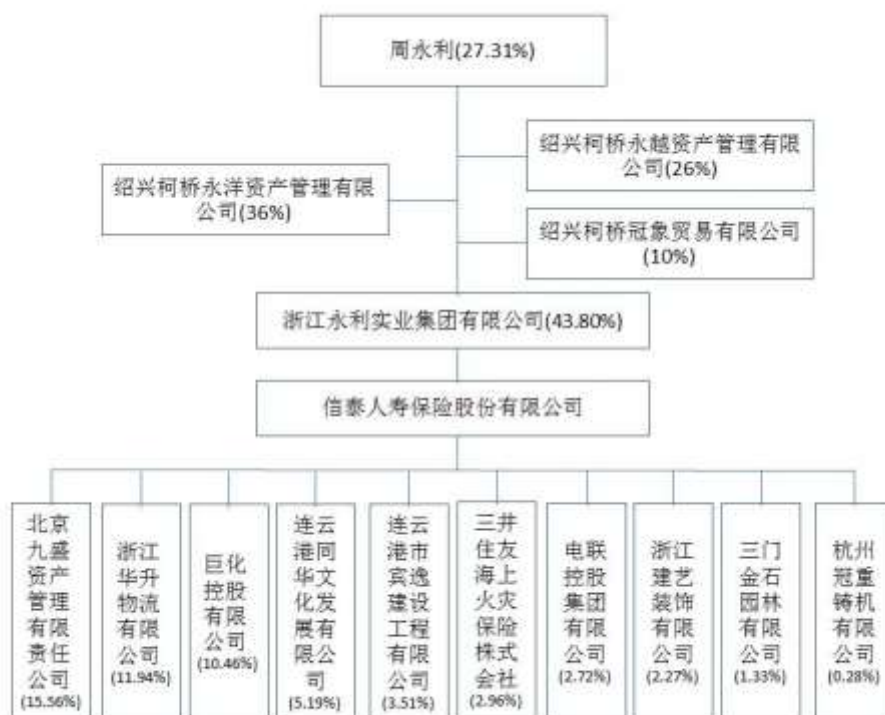 周永利(27.31%)
绍兴柯桥永越资产管理有限
公司(26%)
绍兴柯桥永洋资产管理有限
公司(36%)
绍兴柯桥冠象贸易有限公司
(10%)
浙江永利实业集团有限公司(43.80%)
信泰人寿保险股份有限公司
北京
九盛
资产
管理
有限
责任
公司
(15.56%)
浙江
华升
物流
有限
公司
(11.94%)
巨化
控股
有限
公司
(10.46%)
连云
港同
华文
化发
展有
限公
司
(5.19%)
连云
港市
宾逸
建设
工程
有限
公司
(3.51%)
三井
住友
海上
火灾
保险
株式
会社
(2.96%)
电联
控股
集团
有限
公司
(2.72%)
浙江
建艺
装饰
有限
公司
(2.27%)
三门
金石
园林
有限
公司
(1.33%)
杭州
冠重
铸机
有限
公司
(0.28%)